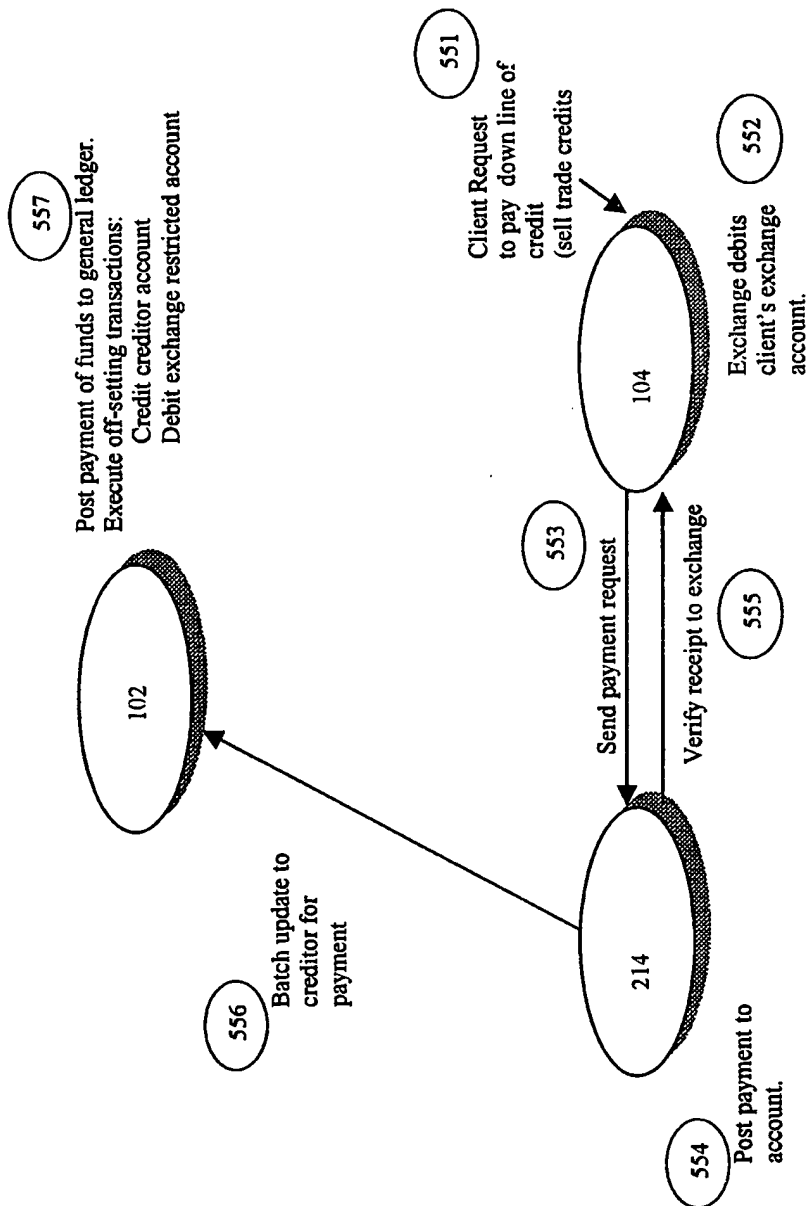 557
Post payment of funds to general ledger.
Execute off-setting transactions:
Credit creditor account
Debit exchange restricted account
102
556
Batch update to
creditor for
payment
551
Client Request
to pay down line of
credit
(sell trade credits
553
Send payment request
104
214
Verify receipt to exchange
555
552
Exchange debits
client's exchange
account.
554
Post payment to
account.